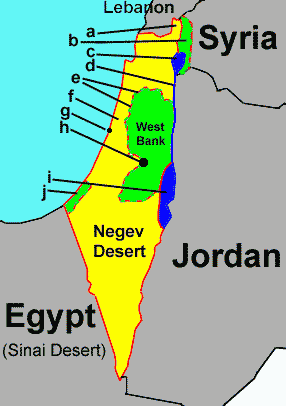 Lebanon
a
b
Syria
c
d
e
f
g
h
West
Bank
i
j
Negev
Desert
Jordan
Egypt
(Sinai Desert)